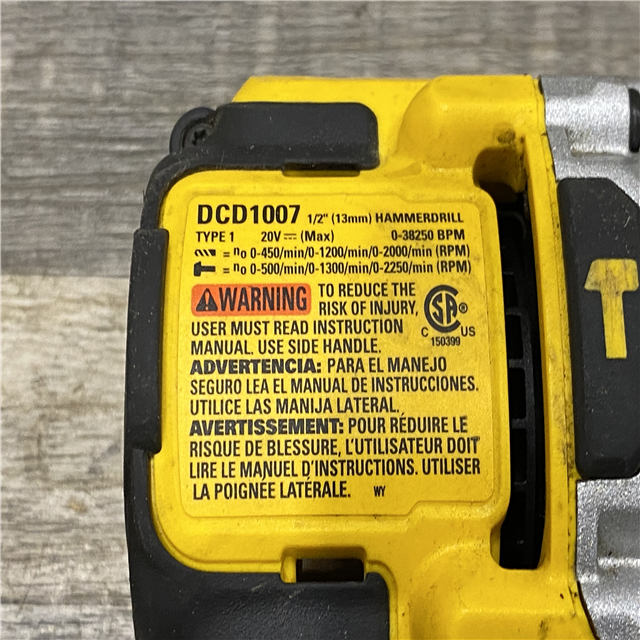 DCD1007 1/2" (13mm) HAMMERDRILL
TYPE 1 20V⎓(Max) 0-38250 BPM
= n₀ 0-450/min/0-1200/min/0-2000/min (RPM)
= n₀ 0-500/min/0-1300/min/0-2250/min (RPM)
WARNING TO REDUCE THE
RISK OF INJURY,
USER MUST READ INSTRUCTION
MANUAL. USE SIDE HANDLE.
SA ®
C US
150399
ADVERTENCIA: PARA EL MANEJO
SEGURO LEA EL MANUAL DE INSTRUCCIONES.
UTILICE LAS MANIJA LATERAL.
AVERTISSEMENT: POUR RÉDUIRE LE
RISQUE DE BLESSURE, L'UTILISATEUR DOIT
LIRE LE MANUEL D'INSTRUCTIONS. UTILISER
LA POIGNÉE LATÉRALE. WY